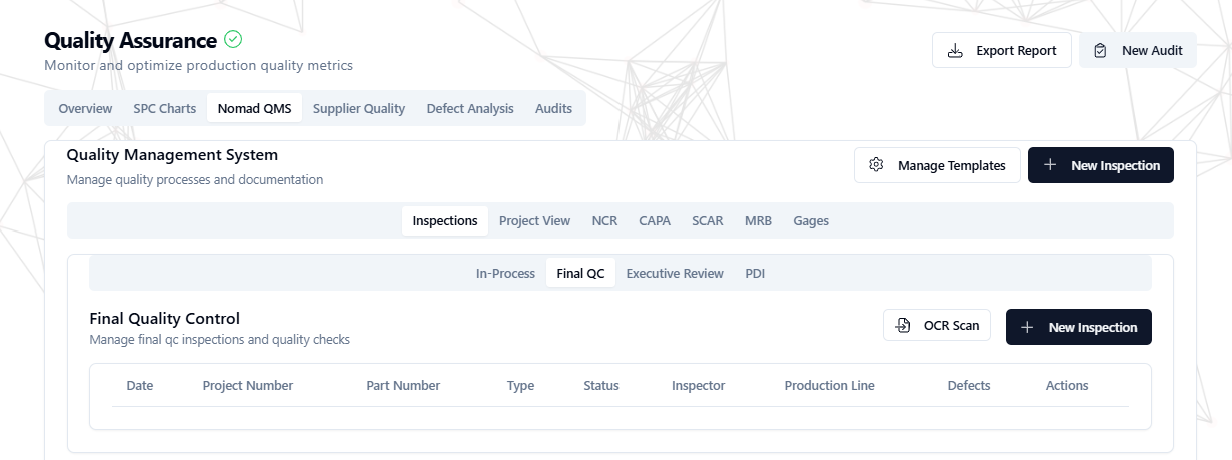 Quality Assurance
Monitor and optimize production quality metrics
Export Report
New Audit
Overview SPC Charts Nomad QMS Supplier Quality Defect Analysis Audits
Quality Management System
Manage quality processes and documentation
Manage Templates
New Inspection
Inspections Project View NCR CAPA SCAR MRB Gages
In-Process Final QC Executive Review PDI
Final Quality Control
Manage final qc inspections and quality checks
OCR Scan
New Inspection
Date Project Number Part Number Type Status Inspector Production Line Defects Actions